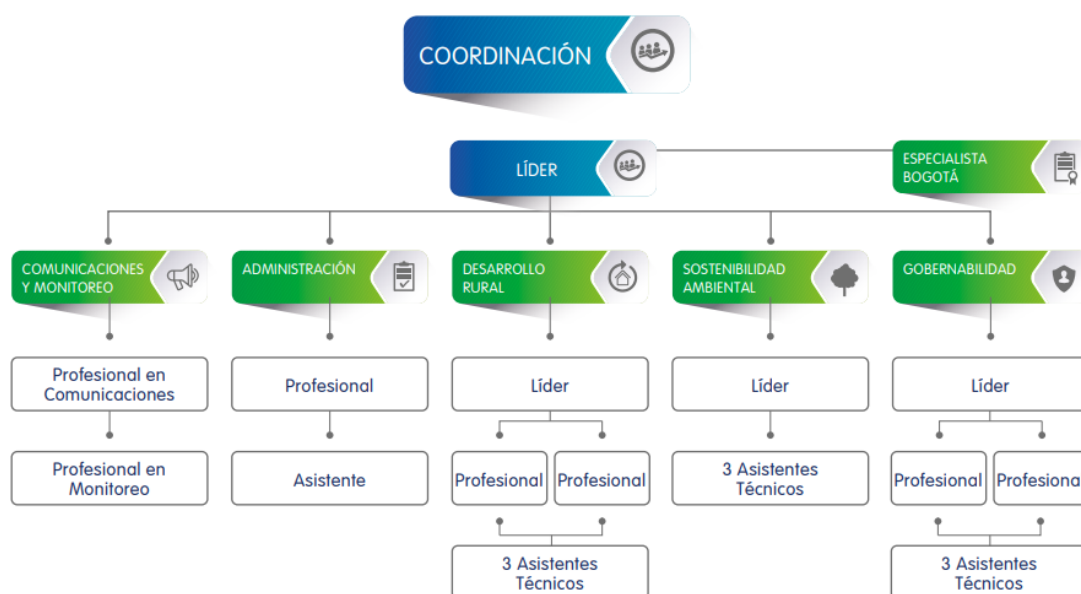 COORDINACIÓN
LÍDER
ESPECIALISTA
BOGOTÁ
COMUNICACIONES
Y MONITOREO
ADMINISTRACIÓN
DESARROLLO
RURAL
SOSTENIBILIDAD
AMBIENTAL
GOBERNABILIDAD
Profesional en
Comunicaciones
Profesional
Líder
Líder
Líder
Profesional en
Monitoreo
Asistente
Profesional
Profesional
3 Asistentes
Técnicos
Profesional
Profesional
3 Asistentes
Técnicos
3 Asistentes
Técnicos